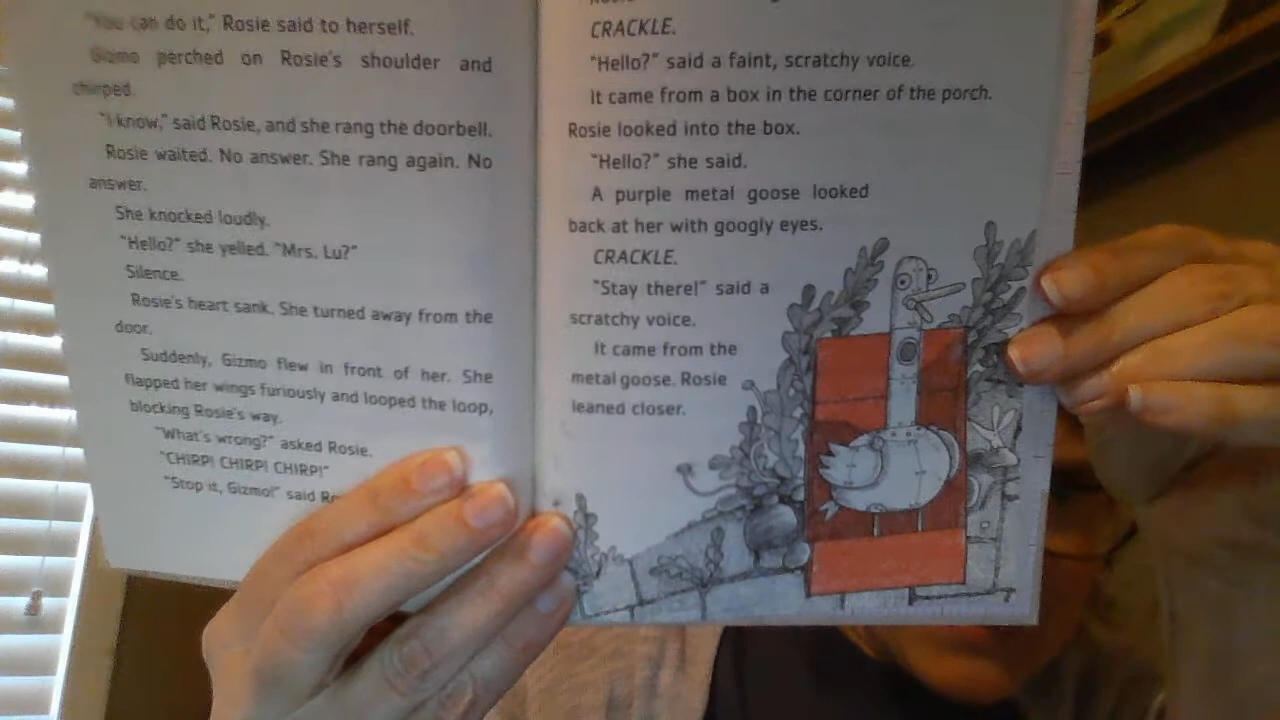 "You can do it," Rosie said to herself.
Gizmo perched on Rosie's shoulder and
chirped.
"I know," said Rosie, and she rang the doorbell.
Rosie waited. No answer. She rang again. No
answer.
She knocked loudly.
"Hello?" she yelled. "Mrs. Lu?"
Silence.
Rosie's heart sank. She turned away from the
door.
Suddenly, Gizmo flew in front of her. She
flapped her wings furiously and looped the loop,
blocking Rosie's way.
"What's wrong?" asked Rosie.
"CHIRP! CHIRP! CHIRP!"
"Stop it, Gizmo!" said
CRACKLE.
"Hello?" said a faint, scratchy voice.
It came from a box in the corner of the porch.
Rosie looked into the box.
"Hello?" she said.
A purple metal goose looked
back at her with googly eyes.
CRACKLE.
"Stay there!" said a
scratchy voice.
It came from the
metal goose. Rosie
leaned closer.